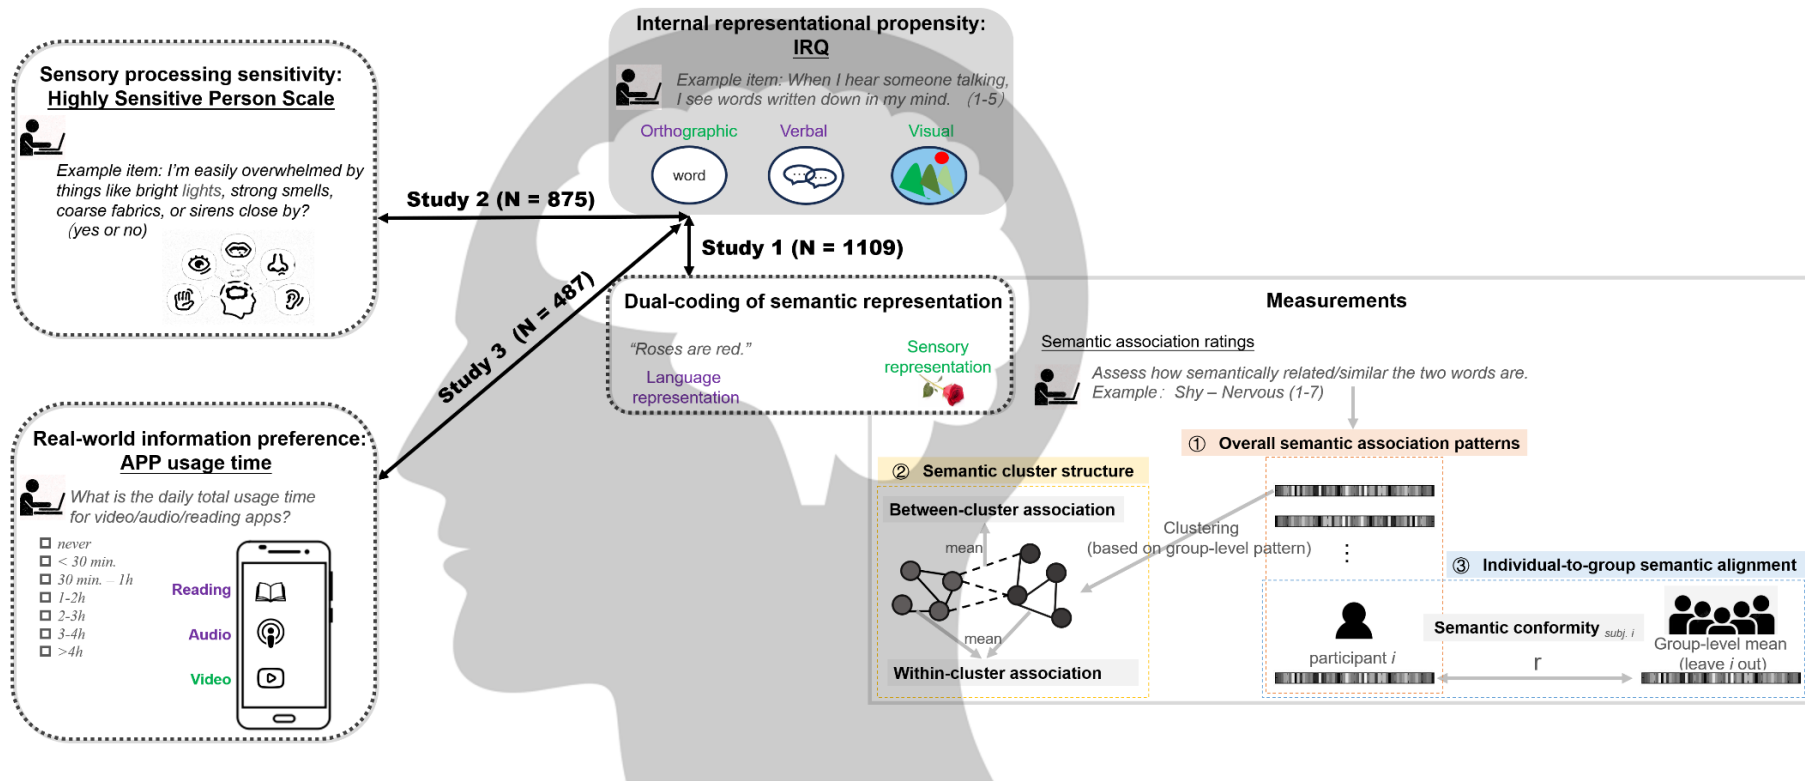 Internal representational propensity:
IRQ
Example item: When I hear someone talking,
I see words written down in my mind. (1-5)
Orthographic
Verbal
Visual
word
Sensory processing sensitivity:
Highly Sensitive Person Scale
Example item: I'm easily overwhelmed by
things like bright lights, strong smells,
coarse fabrics, or sirens close by?
(yes or no)
Study 2 (N = 875)
Study 1 (N = 1109)
Study 3 (N = 487)
Dual-coding of semantic representation
“Roses are red.”
Language
representation
Sensory
representation
Real-world information preference:
APP usage time
What is the daily total usage time
for video/audio/reading apps?
never
< 30 min.
30 min. – 1h
1-2h
2-3h
3-4h
>4h
Reading
Audio
Video
Measurements
Semantic association ratings
Assess how semantically related/similar the two words are.
Example: Shy – Nervous (1-7)
① Overall semantic association patterns
② Semantic cluster structure
Between-cluster association
mean
mean
Within-cluster association
Clustering
(based on group-level pattern)
⋮
③ Individual-to-group semantic alignment
participant i
Semantic conformity subj. i
r
Group-level mean
(leave i out)